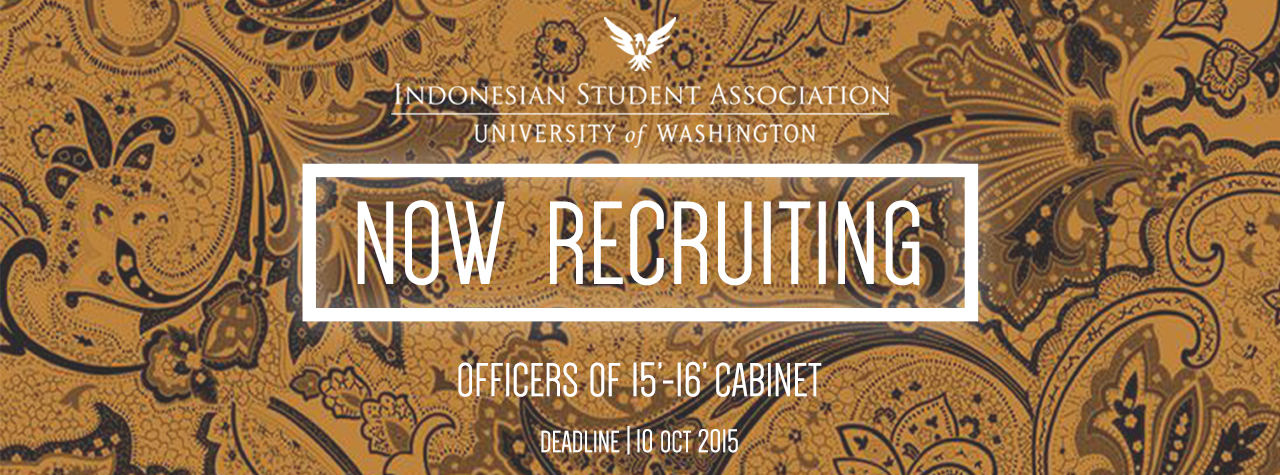 INDONESIAN STUDENT ASSOCIATION
UNIVERSITY of WASHINGTON
NOW RECRUITING
OFFICERS OF 15'-16' CABINET
DEADLINE | 10 OCT 2015